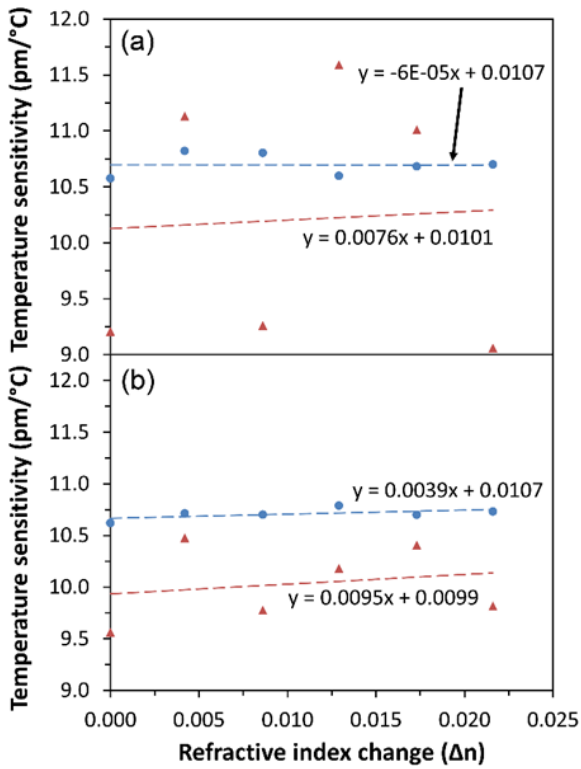 (a)
Temperature sensitivity (pm/°C)
12.0
11.5
11.0
10.5
10.0
9.5
9.0
y = -6E-05x + 0.0107
y = 0.0076x + 0.0101
(b)
Temperature sensitivity (pm/°C)
12.0
11.5
11.0
10.5
10.0
9.5
9.0
y = 0.0039x + 0.0107
y = 0.0095x + 0.0099
0.000 0.005 0.010 0.015 0.020 0.025
Refractive index change (Δn)